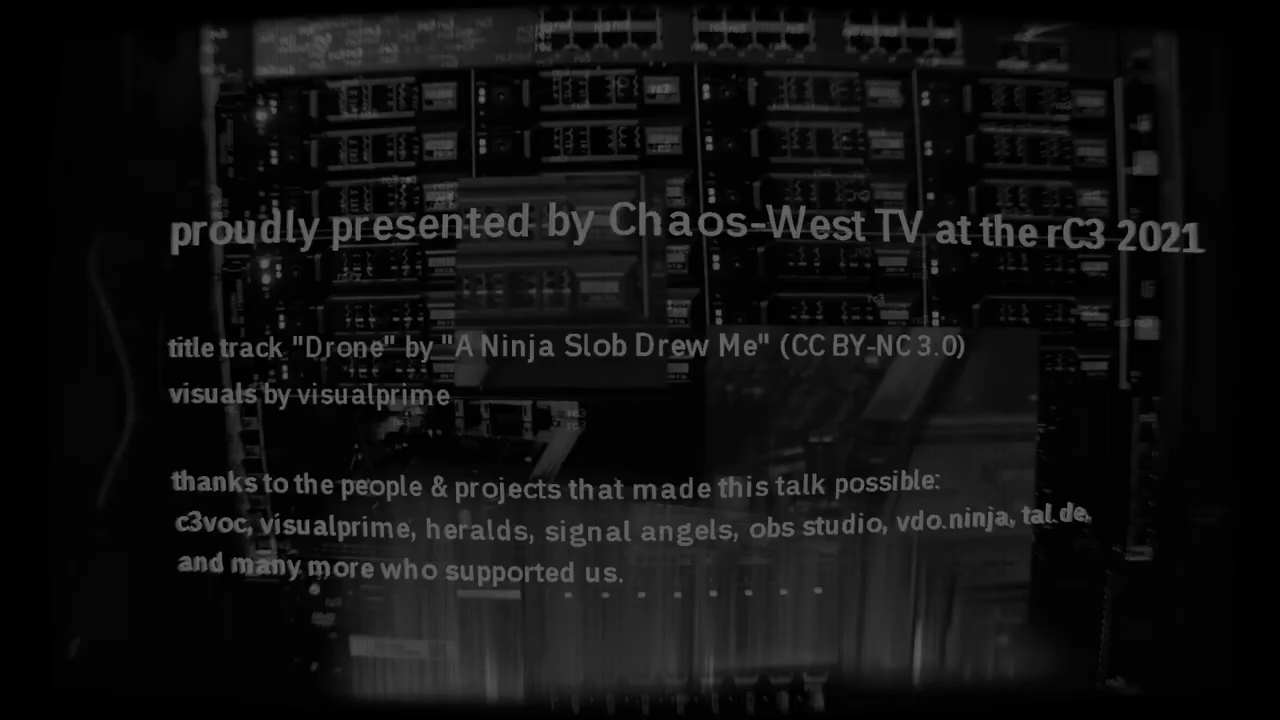 proudly presented by Chaos-West TV at the rC3 2021
title track "Drone" by "A Ninja Slob Drew Me" (CC BY-NC 3.0)
visuals by visualprime
thanks to the people & projects that made this talk possible:
c3voc, visualprime, heralds, signal angels, obs studio, vdo.ninja, tal.de,
and many more who supported us.